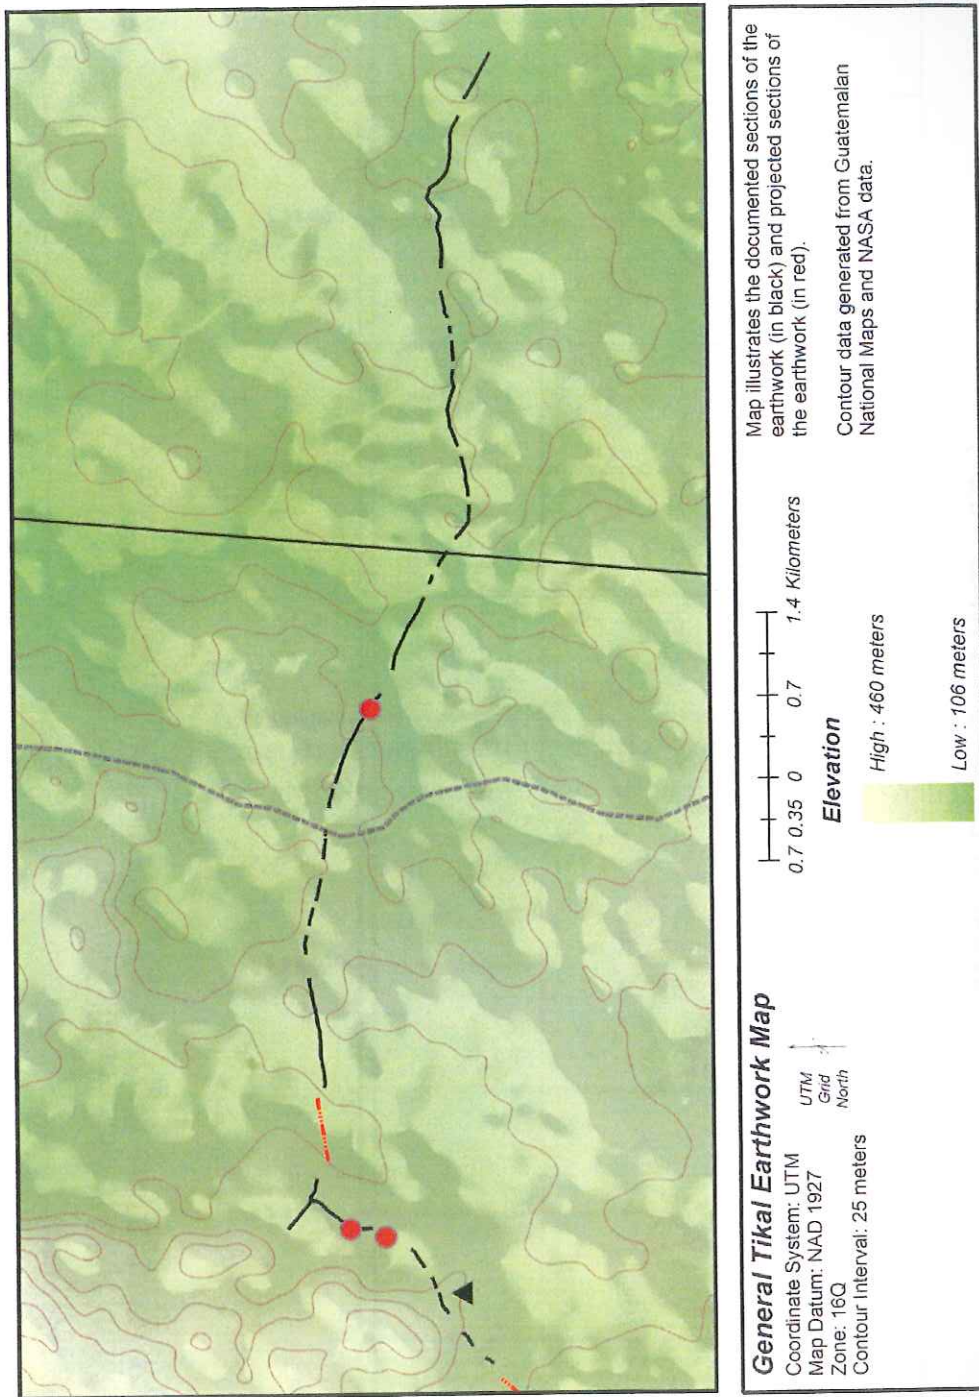 General Tikal Earthwork Map
Coordinate System: UTM
Map Datum: NAD 1927
Zone: 16Q
Contour Interval: 25 meters
UTM
Grid
North
0.7 0.35 0 0.7 1.4 Kilometers
Elevation
High : 460 meters
Low : 106 meters
Map illustrates the documented sections of the
earthwork (in black) and projected sections of
the earthwork (in red).
Contour data generated from Guatemalan
National Maps and NASA data.